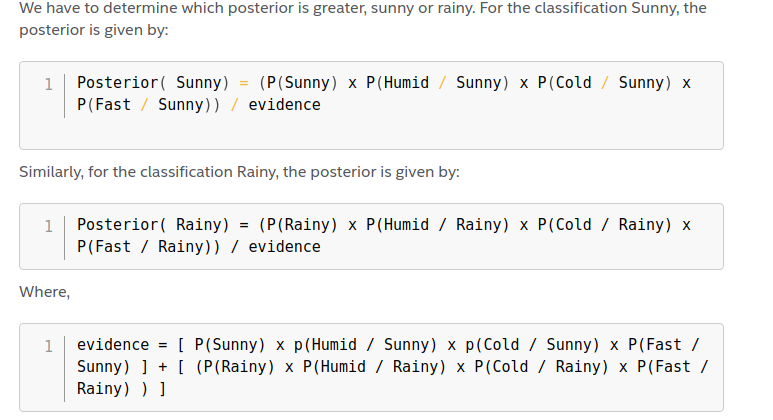 We have to determine which posterior is greater, sunny or rainy. For the classification Sunny, the
posterior is given by:
1 Posterior( Sunny) = (P(Sunny) x P(Humid / Sunny) x P(Cold / Sunny) x
P(Fast / Sunny)) / evidence
Similarly, for the classification Rainy, the posterior is given by:
1 Posterior( Rainy) = (P(Rainy) x P(Humid / Rainy) x P(Cold / Rainy) x
P(Fast / Rainy)) / evidence
Where,
1 evidence = [ P(Sunny) x p(Humid / Sunny) x p(Cold / Sunny) x P(Fast /
Sunny) ] + [ (P(Rainy) x P(Humid / Rainy) x P(Cold / Rainy) x P(Fast /
Rainy) ) ]